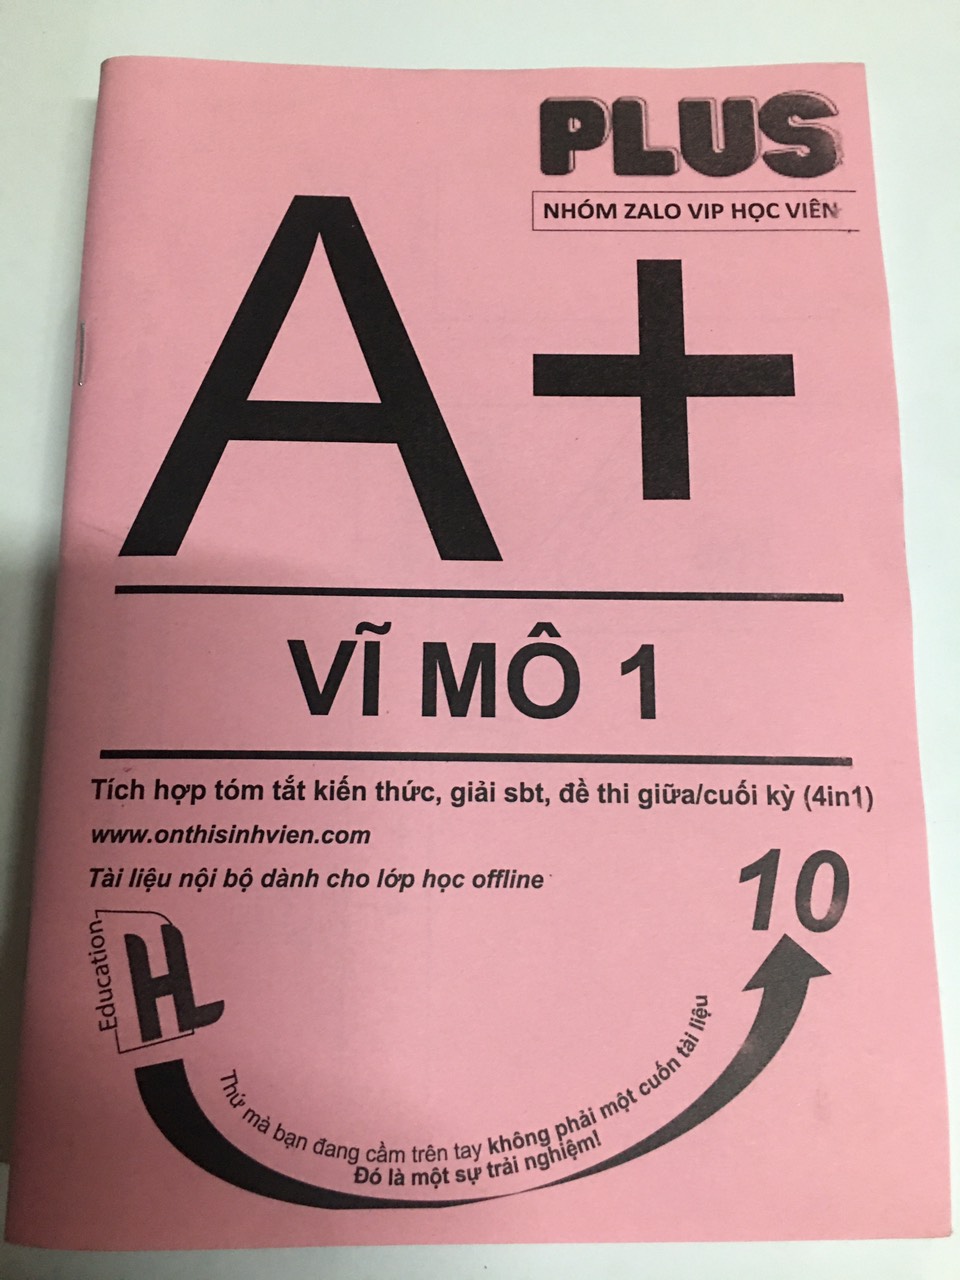 PLUS
NHÓM ZALO VIP HỌC VIÊN
A+
VĨ MÔ 1
Tích hợp tóm tắt kiến thức, giải sbt, đề thi giữa/cuối kỳ (4in1)
www.onthisinhvien.com
Tài liệu nội bộ dành cho lớp học offline
10
Education
HL
Thứ mà bạn đang cầm trên tay không phải một cuốn tài liệu
Đó là một sự trải nghiệm!